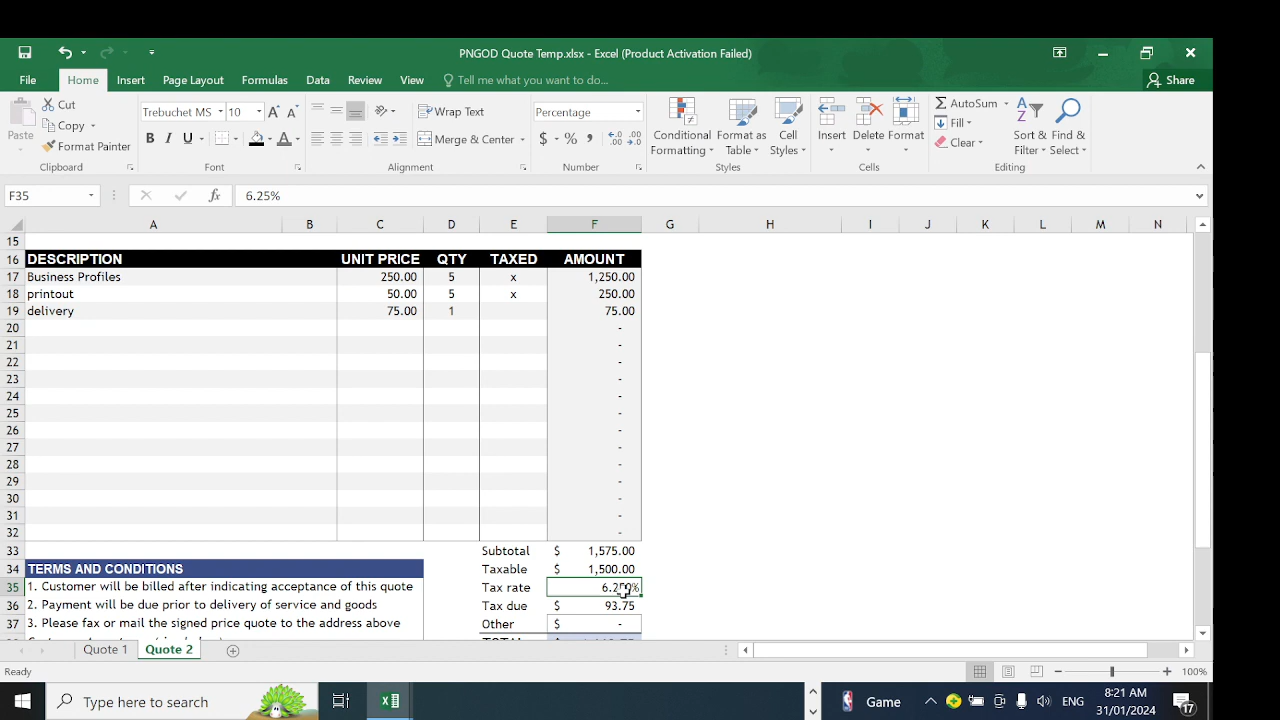 PNGOD Quote Temp.xlsx - Excel (Product Activation Failed)
File Home Insert Page Layout Formulas Data Review View Tell me what you want to do... Share
Paste Cut Copy Format Painter
Trebuchet MS 10 A A
B I U A
Wrap Text
Merge & Center
Percentage
$ % ,
Conditional Formatting Format as Table Cell Styles
Insert Delete Format
AutoSum Fill Clear
Sort & Filter Find & Select
Clipboard Font Alignment Number Styles Cells Editing
F35 fx 6.25%
A B C D E F G H I J K L M N
15
16 DESCRIPTION UNIT PRICE QTY TAXED AMOUNT
17 Business Profiles 250.00 5 x 1,250.00
18 printout 50.00 5 x 250.00
19 delivery 75.00 1 75.00
20 -
21 -
22 -
23 -
24 -
25 -
26 -
27 -
28 -
29 -
30 -
31 -
32 -
33 Subtotal $ 1,575.00
34 TERMS AND CONDITIONS Taxable $ 1,500.00
35 1. Customer will be billed after indicating acceptance of this quote Tax rate 6.250%
36 2. Payment will be due prior to delivery of service and goods Tax due $ 93.75
37 3. Please fax or mail the signed price quote to the address above Other $ -
Quote 1 Quote 2
Ready 100%
Type here to search Game ENG 8:21 AM
31/01/2024 17